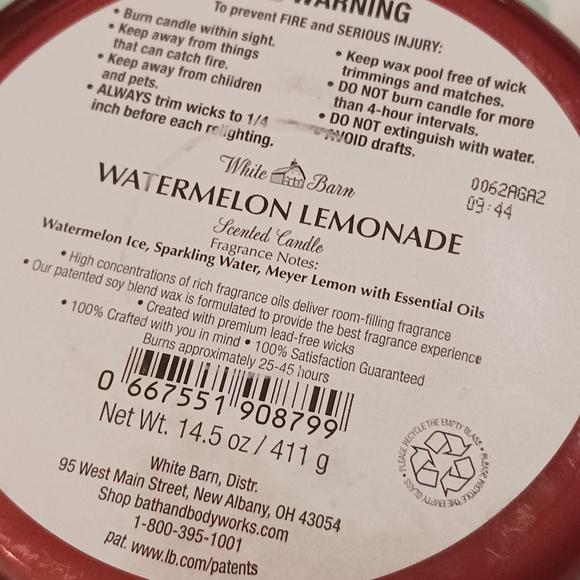 WARNING
To prevent FIRE and SERIOUS INJURY:
• Burn candle within sight.
• Keep away from things
that can catch fire.
• Keep away from children
and pets.
• ALWAYS trim wicks to 1/4
inch before each relighting.
• Keep wax pool free of wick
trimmings and matches.
• DO NOT burn candle for more
than 4-hour intervals.
• DO NOT extinguish with water.
AVOID drafts.
White Barn
0062AGA2
09:44
WATERMELON LEMONADE
Scented Candle
Fragrance Notes:
Watermelon Ice, Sparkling Water, Meyer Lemon with Essential Oils
• High concentrations of rich fragrance oils deliver room-filling fragrance
• Our patented soy blend wax is formulated to provide the best fragrance experience
• Created with premium lead-free wicks
• 100% Crafted with you in mind • 100% Satisfaction Guaranteed
Burns approximately 25-45 hours
0 667551 908799
Net Wt. 14.5 oz / 411 g
PLEASE RECYCLE THE EMPTY GLASS • PLEASE RECYCLE THE EMPTY GLASS •
White Barn, Distr.
95 West Main Street, New Albany, OH 43054
Shop bathandbodyworks.com
1-800-395-1001
pat. www.lb.com/patents